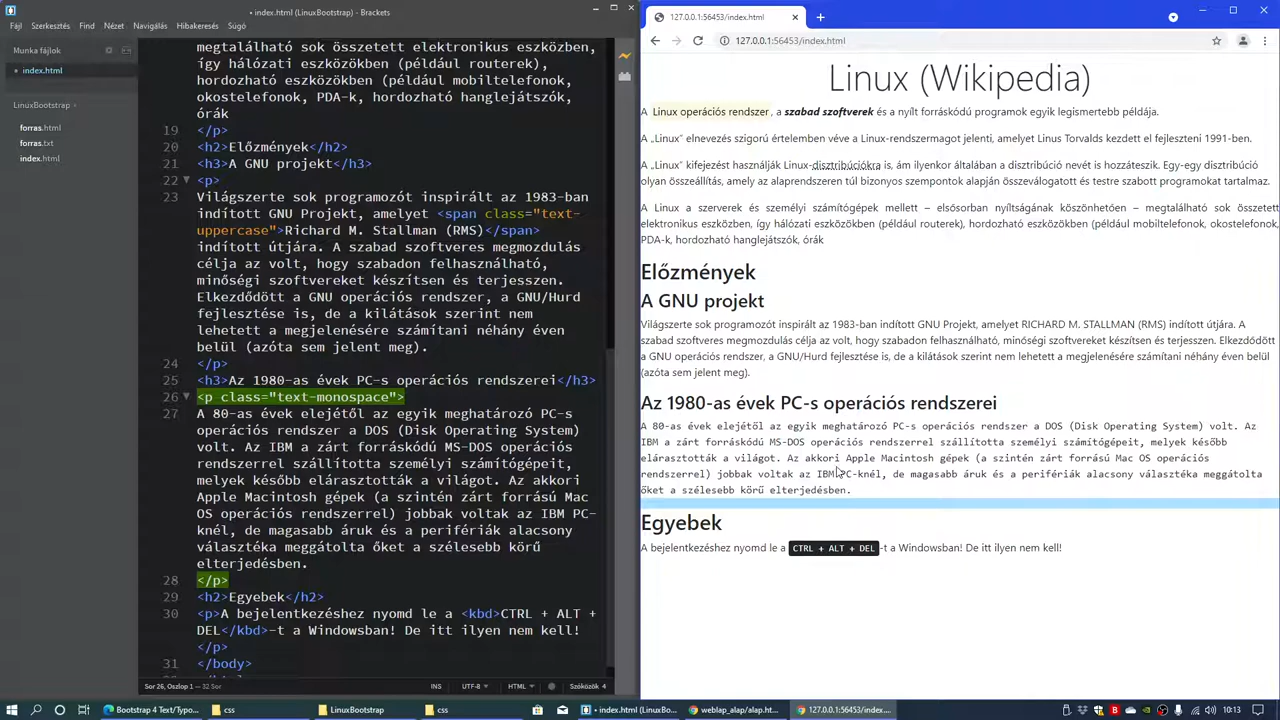 • index.html (LinuxBootstrap) - Brackets
Fájl Szerkesztés Find Nézet Navigálás Hibakeresés Súgó
Munka fájlok
• index.html
LinuxBootstrap
forras.html
forras.txt
index.html
megtalálható sok összetett elektronikus eszközben,
így hálózati eszközökben (például routerek),
hordozható eszközökben (például mobiltelefonok,
okostelefonok, PDA-k, hordozható hanglejátszók,
órák
19 </p>
20 <h2>Előzmények</h2>
21 <h3>A GNU projekt</h3>
22 <p>
23 Világszerte sok programozót inspirált az 1983-ban
indított GNU Projekt, amelyet <span class="text-
uppercase">Richard M. Stallman (RMS)</span>
indított útjára. A szabad szoftveres megmozdulás
célja az volt, hogy szabadon felhasználható,
minőségi szoftvereket készítsen és terjesszen.
Elkezdődött a GNU operációs rendszer, a GNU/Hurd
fejlesztése is, de a kilátások szerint nem
lehetett a megjelenésére számítani néhány éven
belül (azóta sem jelent meg).
24 </p>
25 <h3>Az 1980-as évek PC-s operációs rendszerei</h3>
26 <p class="text-monospace">
27 A 80-as évek elejétől az egyik meghatározó PC-s
operációs rendszer a DOS (Disk Operating System)
volt. Az IBM a zárt forráskódú MS-DOS operációs
rendszerrel szállította személyi számítógépeit,
melyek később elárasztották a világot. Az akkori
Apple Macintosh gépek (a szintén zárt forrású Mac
OS operációs rendszerrel) jobbak voltak az IBM PC-
knél, de magasabb áruk és a perifériák alacsony
választéka meggátolta őket a szélesebb körű
elterjedésben.
28 </p>
29 <h2>Egyebek</h2>
30 <p>A bejelentkezéshez nyomd le a <kbd>CTRL + ALT +
DEL</kbd>-t a Windowsban! De itt ilyen nem kell!
</p>
31 </body>
Sor 26, Oszlop 1 — 32 Sor
INS UTF-8 HTML Szóközök 4
127.0.0.1:56453/index.html
127.0.0.1:56453/index.html
Linux (Wikipedia)
A Linux operációs rendszer, a szabad szoftverek és a nyílt forráskódú programok egyik legismertebb példája.
A „Linux” elnevezés szigorú értelemben véve a Linux-rendszermagot jelenti, amelyet Linus Torvalds kezdett el fejleszteni 1991-ben.
A „Linux” kifejezést használják Linux-disztribúciókra is, ám ilyenkor általában a disztribúció nevét is hozzáteszik. Egy-egy disztribúció
olyan összeállítás, amely az alaprendszeren túl bizonyos szempontok alapján összeválogatott és testre szabott programokat tartalmaz.
A Linux a szerverek és személyi számítógépek mellett – elsősorban nyíltságának köszönhetően – megtalálható sok összetett
elektronikus eszközben, így hálózati eszközökben (például routerek), hordozható eszközökben (például mobiltelefonok, okostelefonok,
PDA-k, hordozható hanglejátszók, órák
Előzmények
A GNU projekt
Világszerte sok programozót inspirált az 1983-ban indított GNU Projekt, amelyet RICHARD M. STALLMAN (RMS) indított útjára. A
szabad szoftveres megmozdulás célja az volt, hogy szabadon felhasználható, minőségi szoftvereket készítsen és terjesszen. Elkezdődött
a GNU operációs rendszer, a GNU/Hurd fejlesztése is, de a kilátások szerint nem lehetett a megjelenésére számítani néhány éven belül
(azóta sem jelent meg).
Az 1980-as évek PC-s operációs rendszerei
A 80-as évek elejétől az egyik meghatározó PC-s operációs rendszer a DOS (Disk Operating System) volt. Az
IBM a zárt forráskódú MS-DOS operációs rendszerrel szállította személyi számítógépeit, melyek később
elárasztották a világot. Az akkori Apple Macintosh gépek (a szintén zárt forrású Mac OS operációs
rendszerrel) jobbak voltak az IBM PC-knél, de magasabb áruk és a perifériák alacsony választéka meggátolta
őket a szélesebb körű elterjedésben.
Egyebek
A bejelentkezéshez nyomd le a CTRL + ALT + DEL-t a Windowsban! De itt ilyen nem kell!
Bootstrap 4 Text/Typo... css LinuxBootstrap css • index.html (LinuxBo... weblap_alap/alap.ht... 127.0.0.1:56453/inde... 10:13